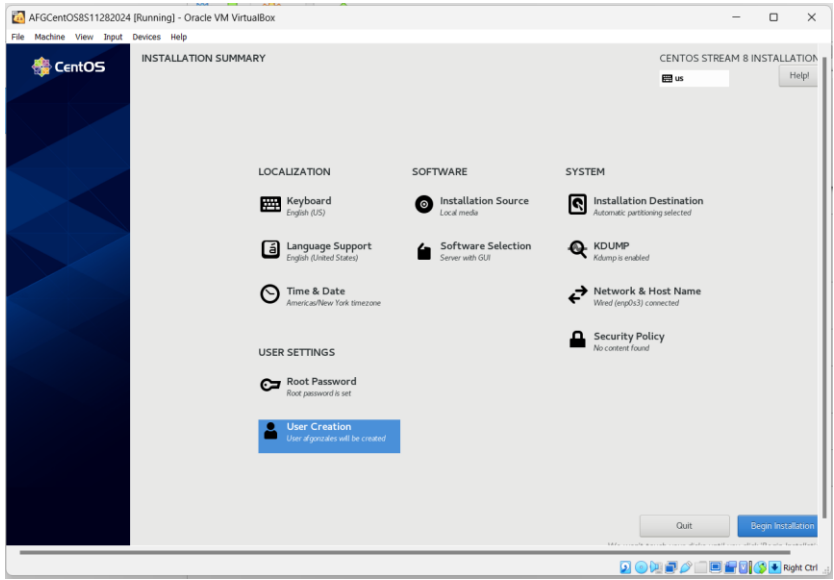 AFGCentOS8S11282024 [Running] - Oracle VM VirtualBox
File Machine View Input Devices Help
CentOS
INSTALLATION SUMMARY
CENTOS STREAM 8 INSTALLATION
us
Help!
LOCALIZATION
Keyboard
English (US)
Language Support
English (United States)
Time & Date
Americas/New York timezone
SOFTWARE
Installation Source
Local media
Software Selection
Server with GUI
SYSTEM
Installation Destination
Automatic partitioning selected
KDUMP
Kdump is enabled
Network & Host Name
Wired (enp0s3) connected
Security Policy
No content found
USER SETTINGS
Root Password
Root password is set
User Creation
User afgonzales will be created
Quit
Begin Installation
Right Ctrl